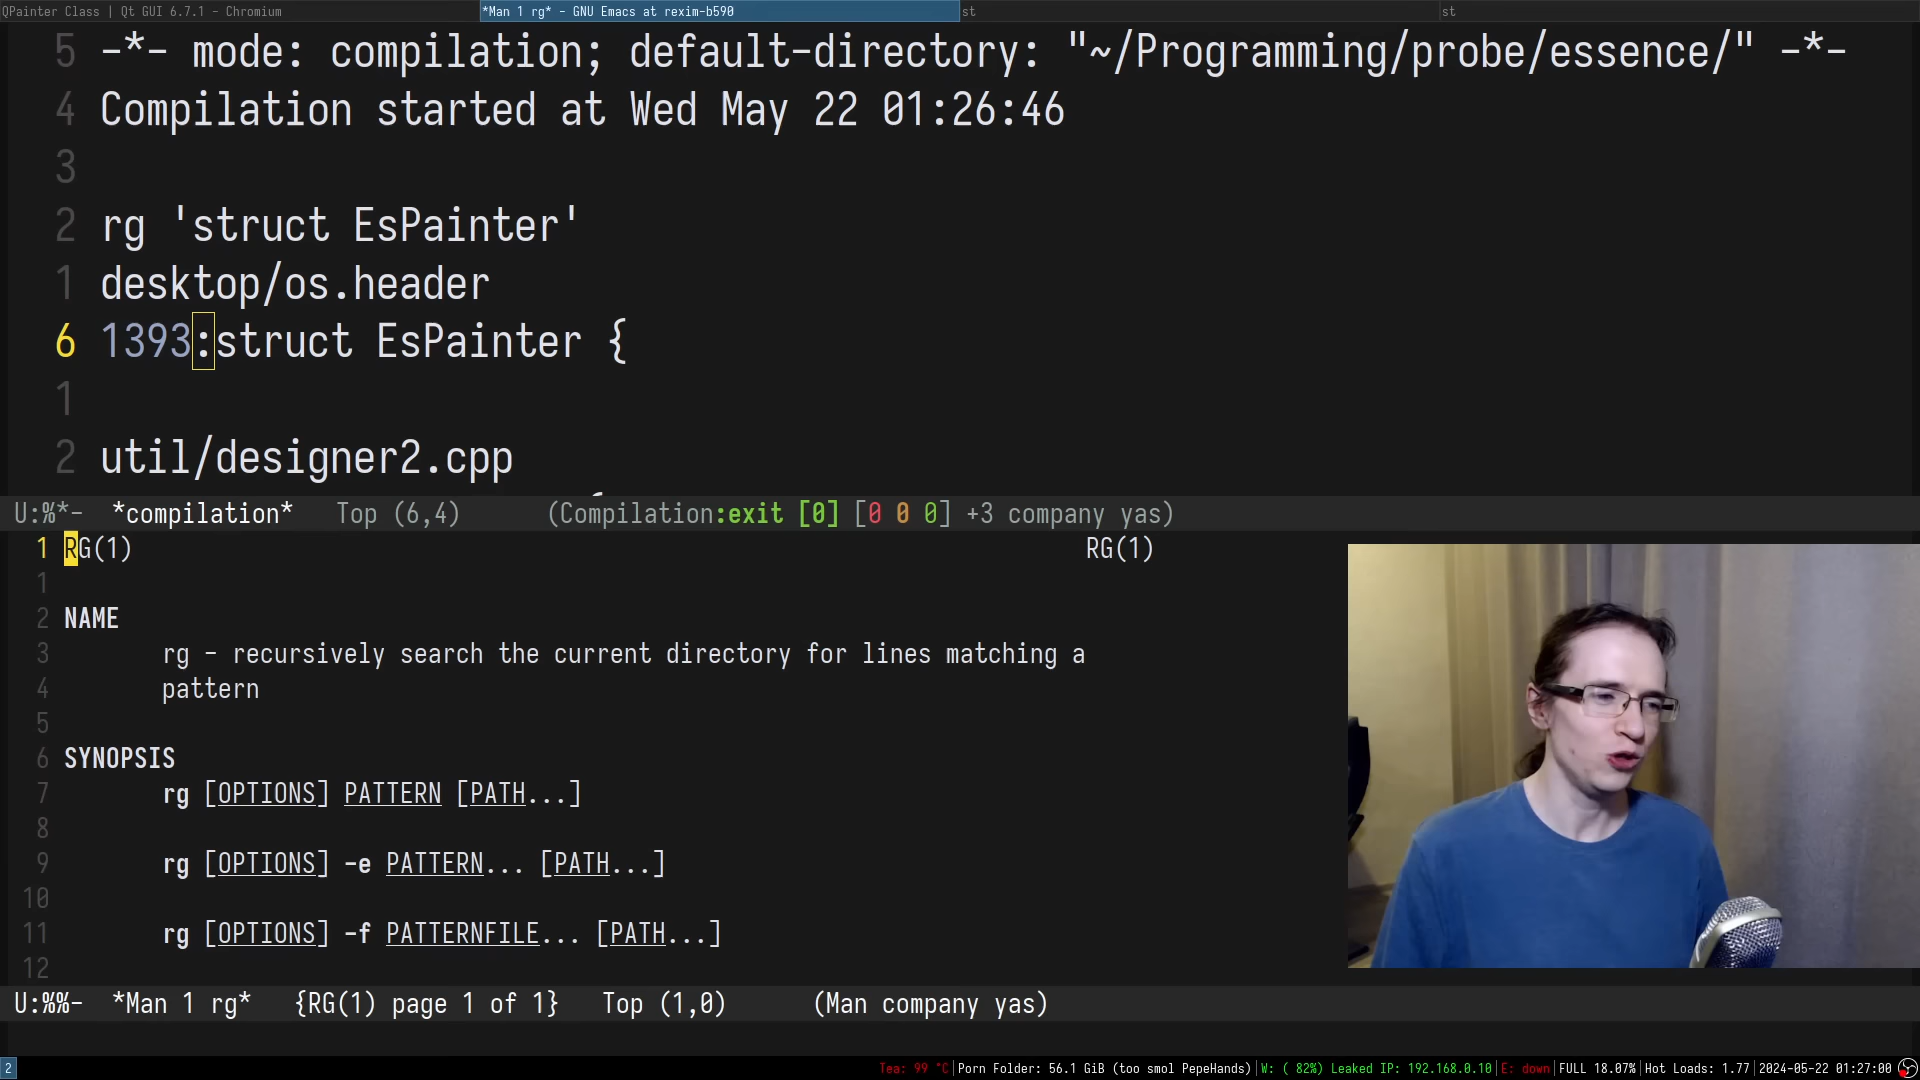 QPainter Class | Qt GUI 6.7.1 - Chromium
*Man 1 rg* - GNU Emacs at rexim-b590
st
st
5 -*- mode: compilation; default-directory: "~/Programming/probe/essence/" -*-
4 Compilation started at Wed May 22 01:26:46
3
2 rg 'struct EsPainter'
1 desktop/os.header
6 1393:struct EsPainter {
1
2 util/designer2.cpp
U:%*- *compilation* Top (6,4) (Compilation:exit [0] [0 0 0] +3 company yas)
1 RG(1) RG(1)
1
2 NAME
3 rg - recursively search the current directory for lines matching a
4 pattern
5
6 SYNOPSIS
7 rg [OPTIONS] PATTERN [PATH...]
8
9 rg [OPTIONS] -e PATTERN... [PATH...]
10
11 rg [OPTIONS] -f PATTERNFILE... [PATH...]
12
U:%%- *Man 1 rg* {RG(1) page 1 of 1} Top (1,0) (Man company yas)
2 Tea: 99 °C|Porn Folder: 56.1 GiB (too smol PepeHands)|W: ( 82%) Leaked IP: 192.168.0.10|E: down|FULL 18.07%|Hot Loads: 1.77|2024-05-22 01:27:00